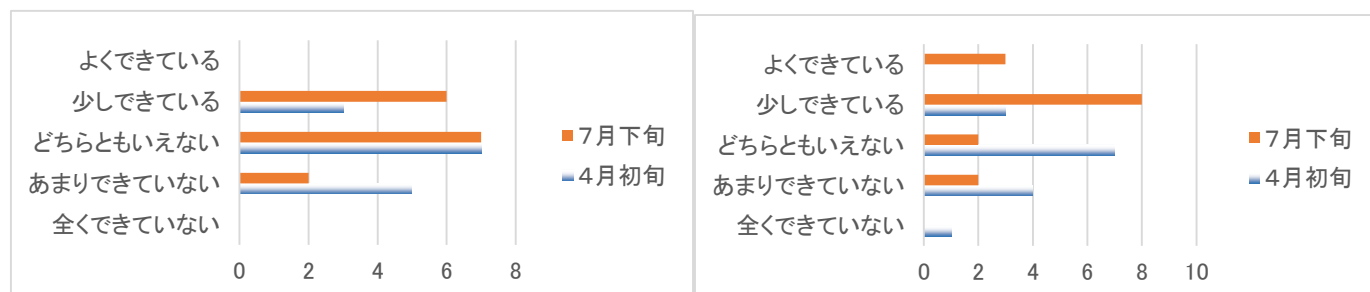 よくできている
少しできている
どちらともいえない
あまりできていない
全くできていない
0 2 4 6 8
■7月下旬
■4月初旬
よくできている
少しできている
どちらともいえない
あまりできていない
全くできていない
0 2 4 6 8 10
■7月下旬
■4月初旬